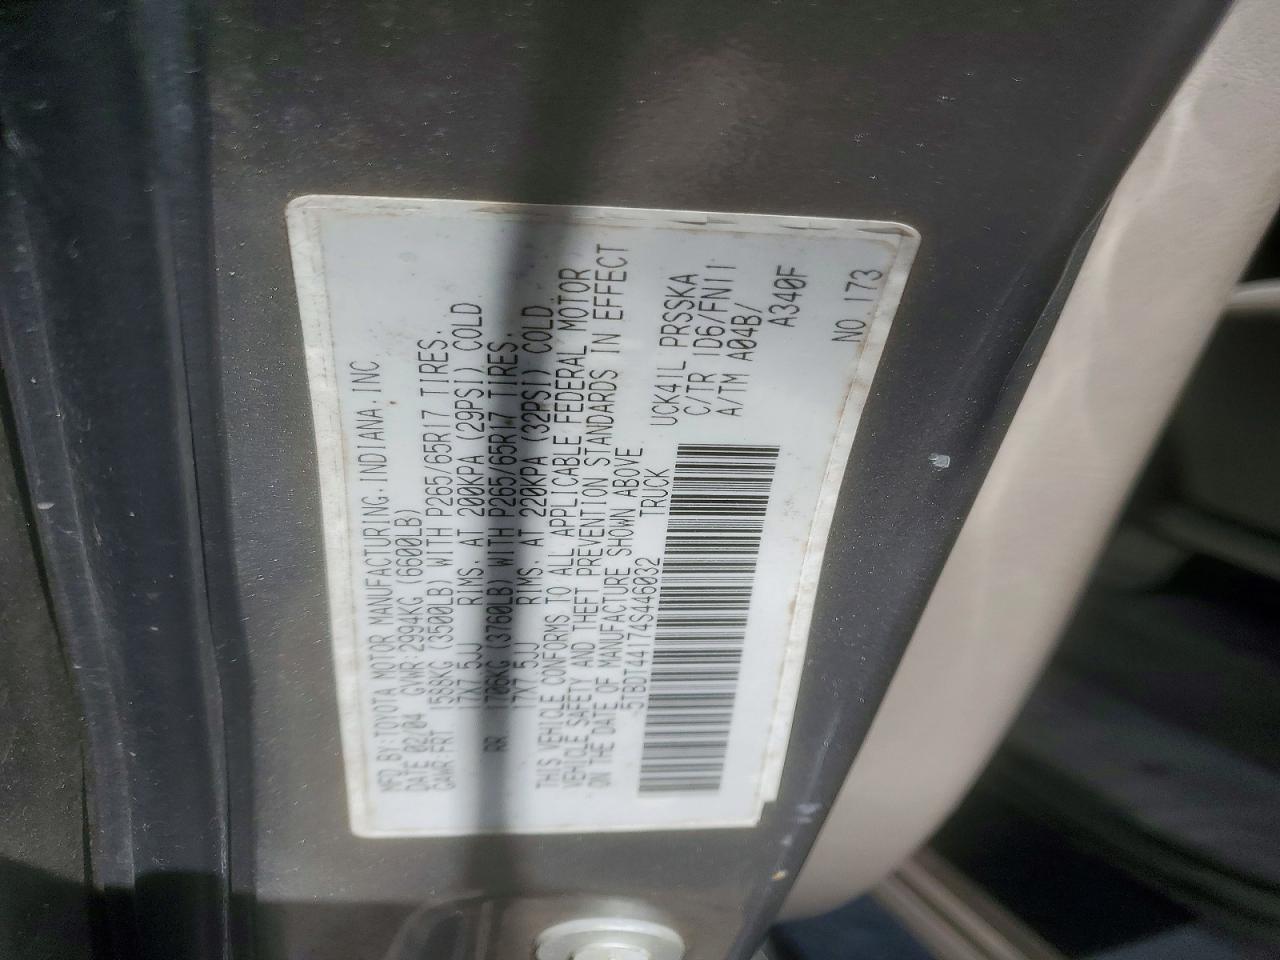 MFD BY: TOYOTA MOTOR MANUFACTURING, INDIANA, INC
DATE 02/04 GVWR: 2994KG (6600LB)
GAWR FRT 1588KG (3500LB) WITH P265/65R17 TIRES,
17X7.5JJ RIMS, AT 200KPA (29PSI) COLD
RR 1706KG (3760LB) WITH P265/65R17 TIRES,
17X7.5JJ RIMS, AT 220KPA (32PSI) COLD.
THIS VEHICLE CONFORMS TO ALL APPLICABLE FEDERAL MOTOR
VEHICLE SAFETY AND THEFT PREVENTION STANDARDS IN EFFECT
ON THE DATE OF MANUFACTURE SHOWN ABOVE
5TBDT44174S446032 TRUCK
UCK41L PRSSKA
C/TR 1D6/FN11
A/TM A04B/
A340F
NO. 173